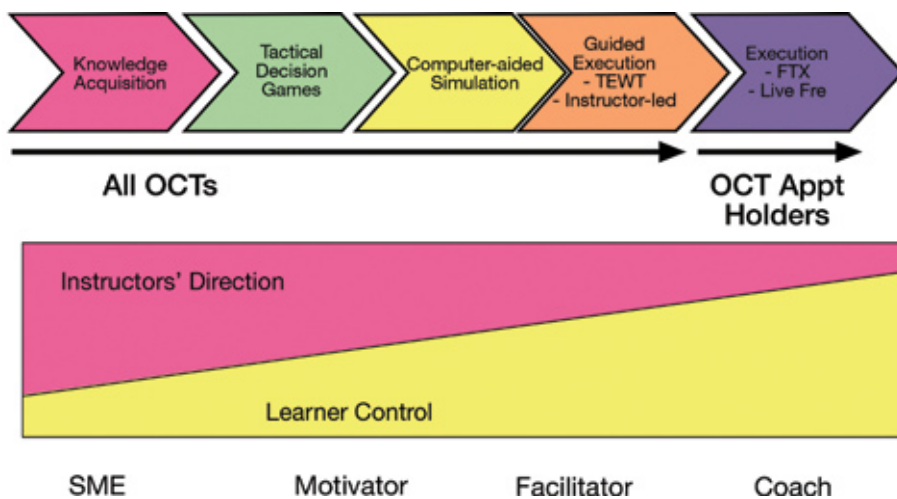 Knowledge
Acquisition
Tactical
Decision
Games
Computer-aided
Simulation
Guided
Execution
- TEWT
- Instructor-led
Execution
- FTX
- Live Fre
All OCTs
OCT Appt
Holders
Instructors' Direction
Learner Control
SME
Motivator
Facilitator
Coach